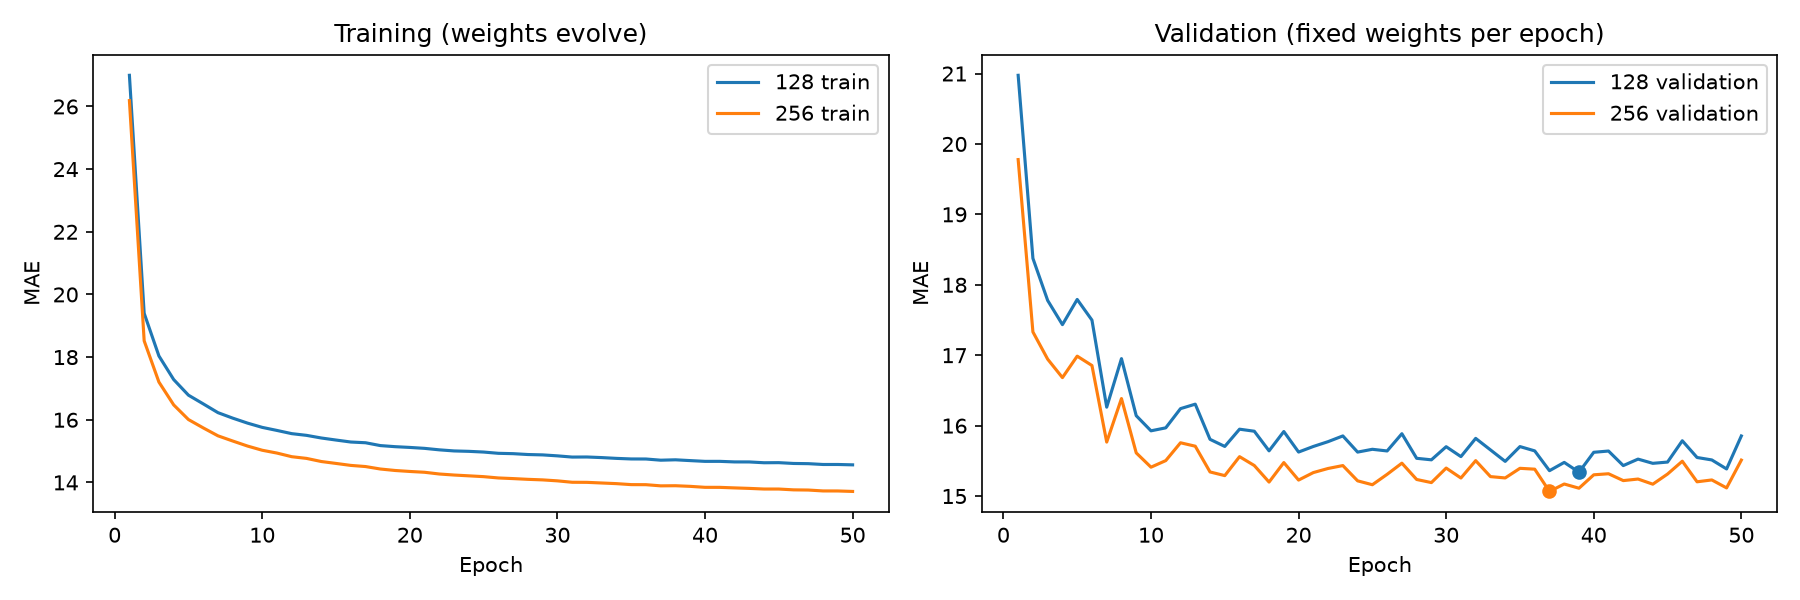 Training (weights evolve)
MAE
26
24
22
20
18
16
14
128 train
256 train
0 10 20 30 40 50
Epoch
Validation (fixed weights per epoch)
MAE
21
20
19
18
17
16
15
128 validation
256 validation
0 10 20 30 40 50
Epoch